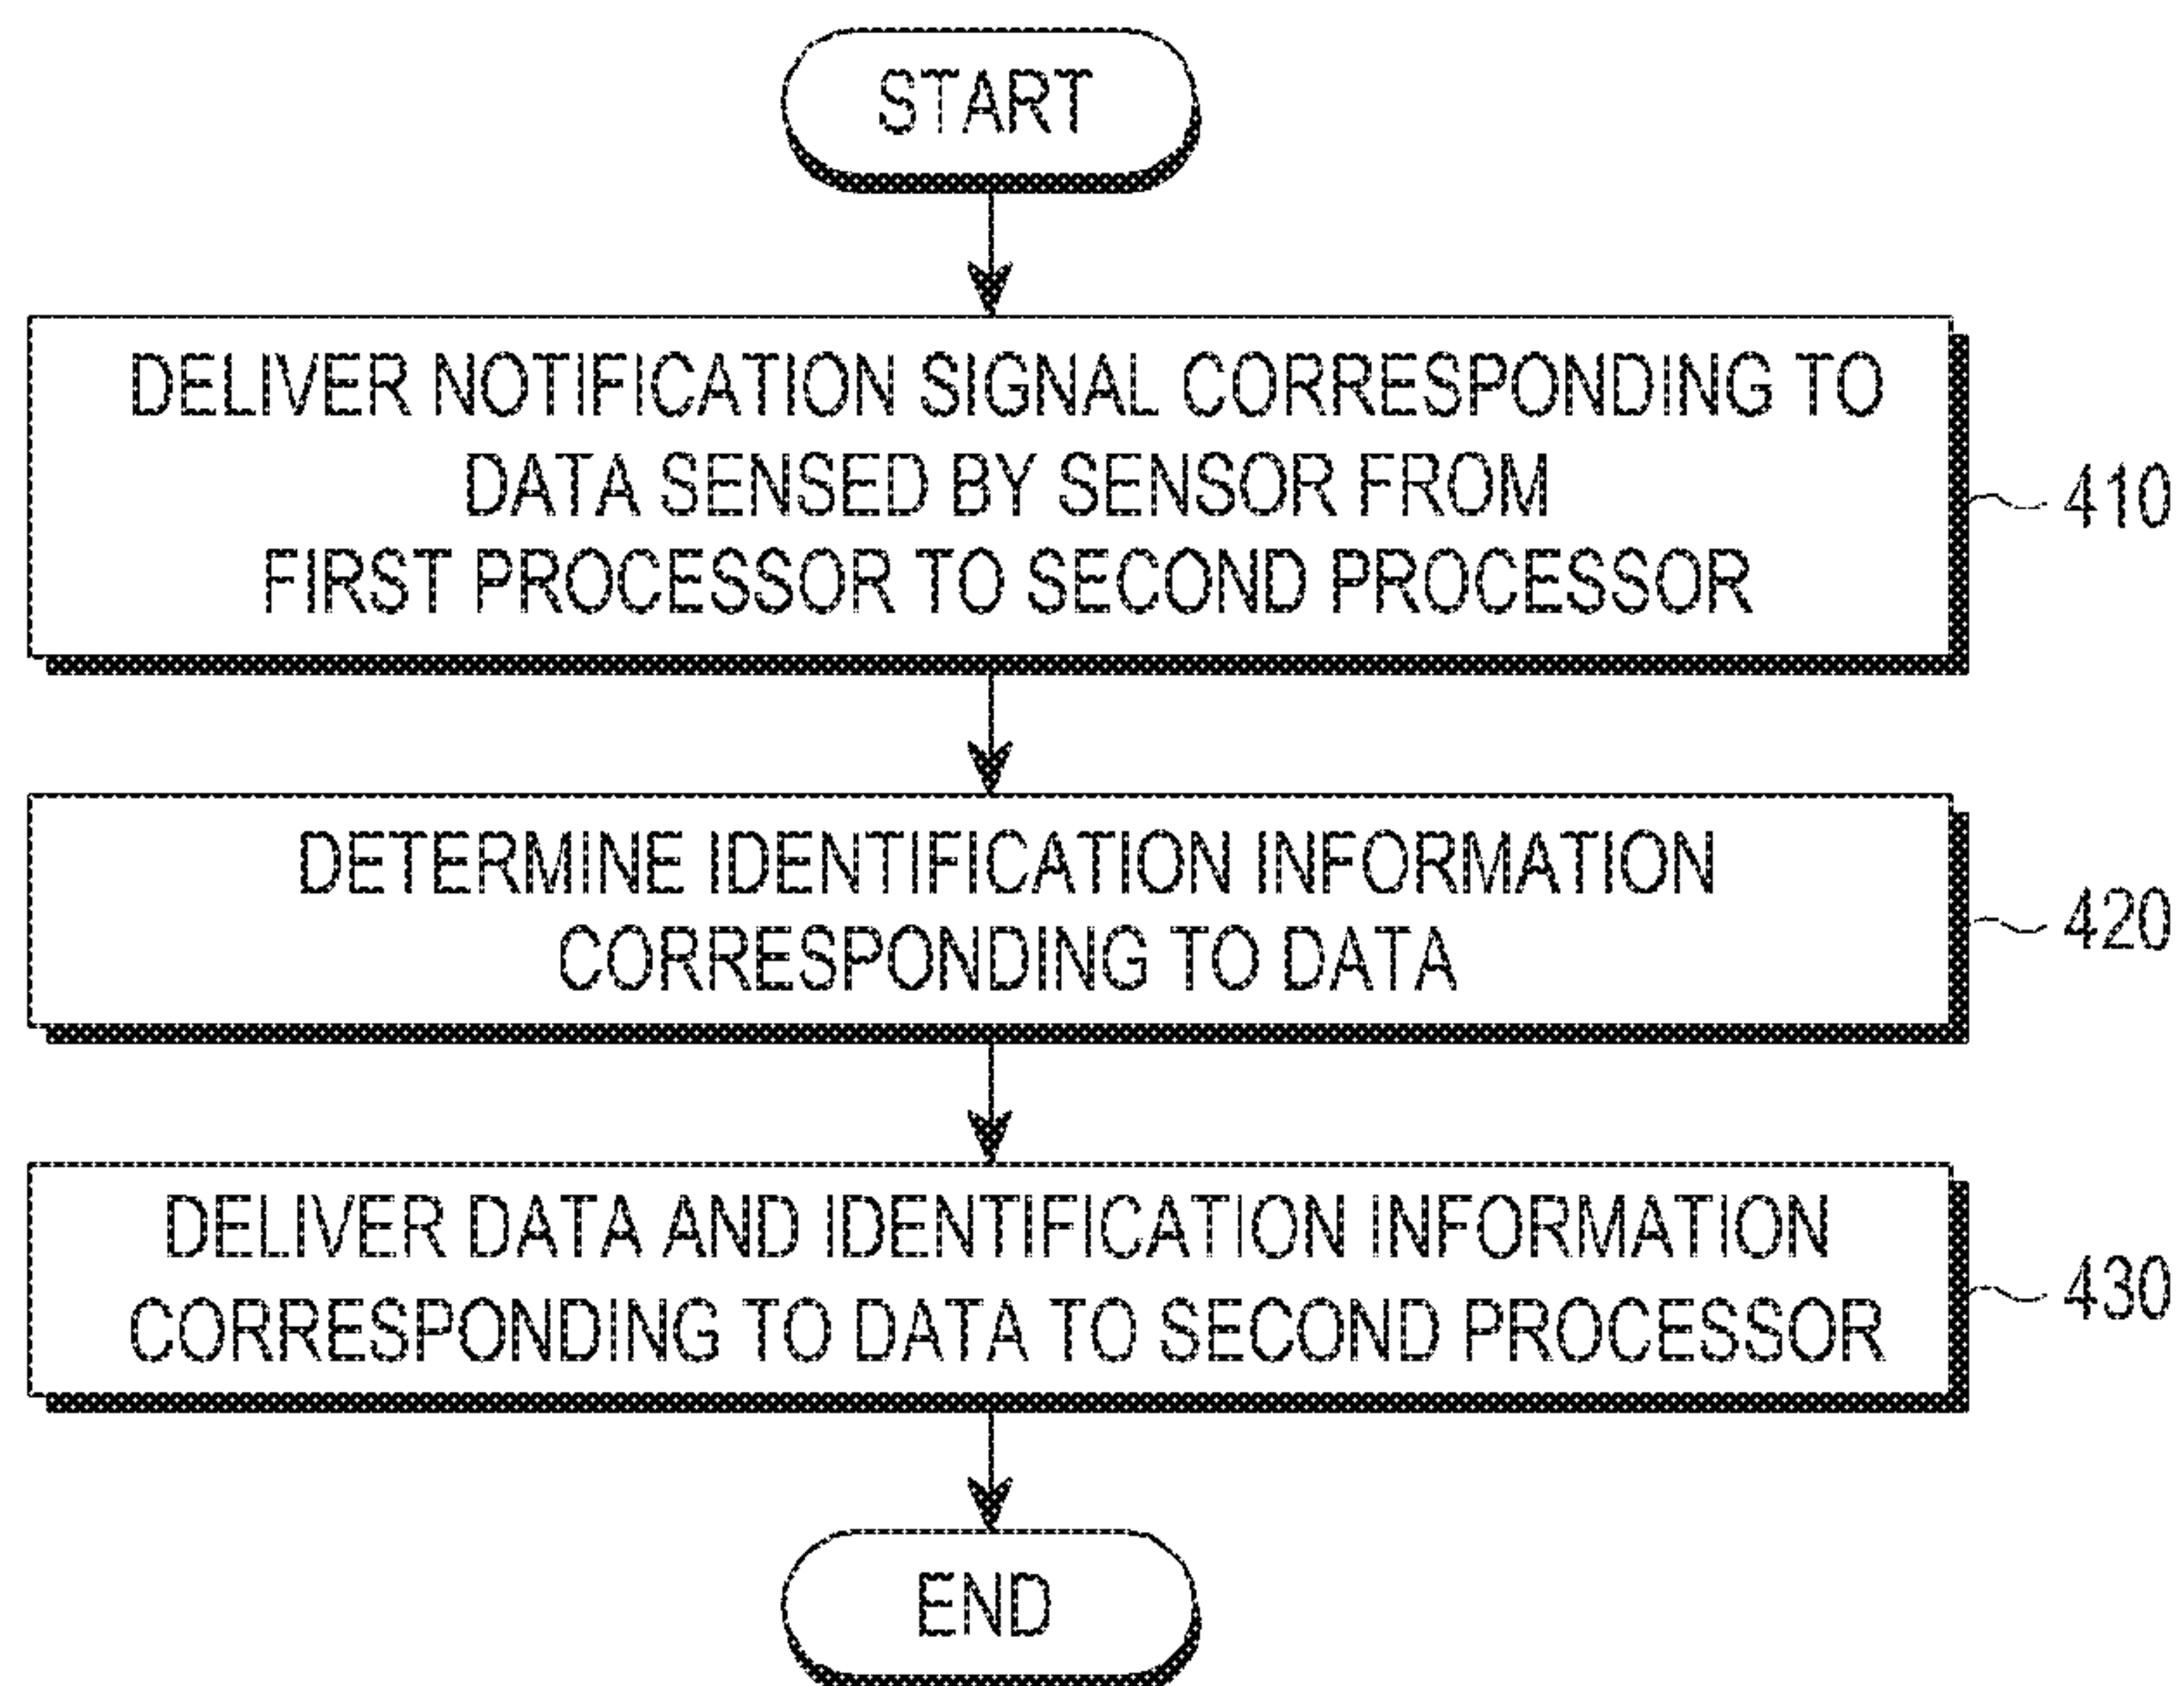 START
DELIVER NOTIFICATION SIGNAL CORRESPONDING TO
DATA SENSED BY SENSOR FROM
FIRST PROCESSOR TO SECOND PROCESSOR
410
DETERMINE IDENTIFICATION INFORMATION
CORRESPONDING TO DATA
420
DELIVER DATA AND IDENTIFICATION INFORMATION
CORRESPONDING TO DATA TO SECOND PROCESSOR
430
END